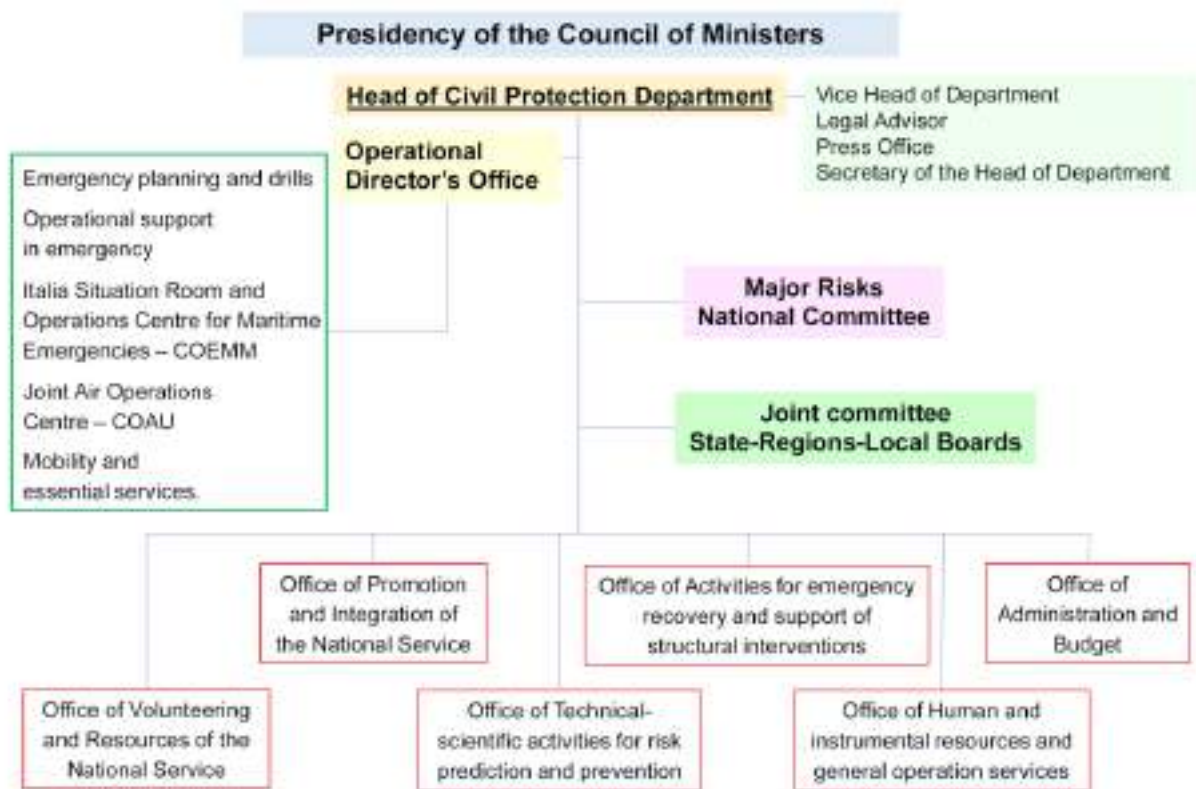 Presidency of the Council of Ministers
Head of Civil Protection Department
Vice Head of Department
Legal Advisor
Press Office
Secretary of the Head of Department
Operational
Director's Office
Emergency planning and drills
Operational support
in emergency
Italia Situation Room and
Operations Centre for Maritime
Emergencies – COEMM
Joint Air Operations
Centre – COAU
Mobility and
essential services.
Major Risks
National Committee
Joint committee
State-Regions-Local Boards
Office of Promotion
and Integration of
the National Service
Office of Activities for emergency
recovery and support of
structural interventions
Office of
Administration and
Budget
Office of Volunteering
and Resources of the
National Service
Office of Technical-
scientific activities for risk
prediction and prevention
Office of Human and
instrumental resources and
general operation services